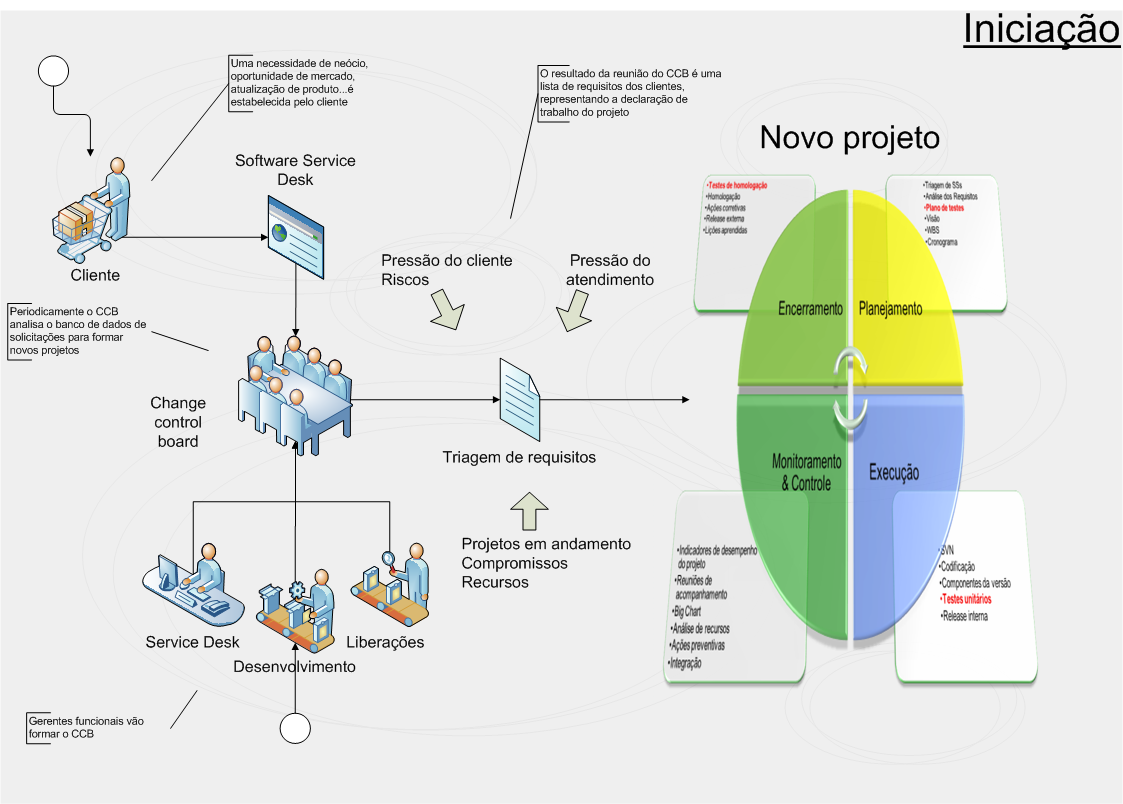 Iniciação
Uma necessidade de neócio,
oportunidade de mercado,
atualização de produto...é
estabelecida pelo cliente
O resultado da reunião do CCB é uma
lista de requisitos dos clientes,
representando a declaração de
trabalho do projeto
Software Service
Desk
Cliente
Pressão do cliente
Riscos
Pressão do
atendimento
Periodicamente o CCB
analisa o banco de dados de
solicitações para formar
novos projetos
Change
control
board
Triagem de requisitos
Projetos em andamento
Compromissos
Recursos
Service Desk
Desenvolvimento
Liberações
Gerentes funcionais vão
formar o CCB
Novo projeto
•Testes de homologação
•Homologação
•Ações corretivas
•Release externa
•Lições aprendidas
•Triagem de SSs
•Análise dos Requisitos
•Plano de testes
•Visão
•WBS
•Cronograma
Encerramento
Planejamento
Monitoramento
& Controle
Execução
•Indicadores de desempenho
do projeto
•Reuniões de
acompanhamento
•Big Chart
•Análise de recursos
•Ações preventivas
•Integração
•SVN
•Codificação
•Componentes da versão
•Testes unitários
•Release interna